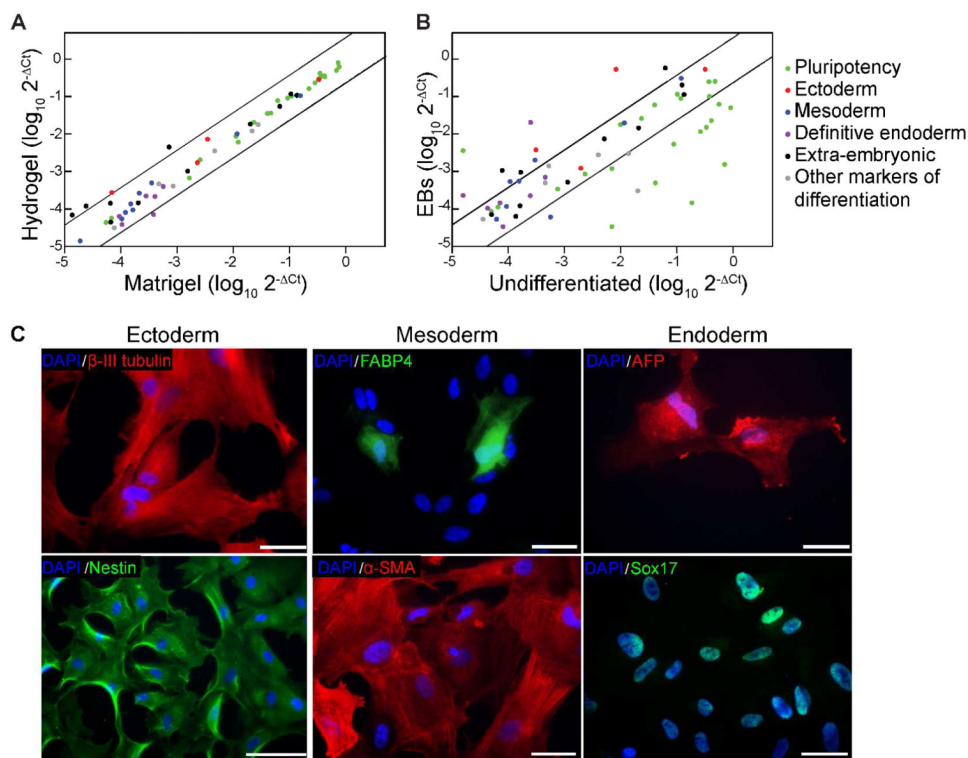 A
Hydrogel (log10 2-ΔCt)
0
-1
-2
-3
-4
-5
-5
-4
-3
-2
-1
0
Matrigel (log10 2-ΔCt)
B
EBs (log10 2-ΔCt)
0
-1
-2
-3
-4
-5
-5
-4
-3
-2
-1
0
Undifferentiated (log10 2-ΔCt)
Pluripotency
Ectoderm
Mesoderm
Definitive endoderm
Extra-embryonic
Other markers of
differentiation
C
Ectoderm
Mesoderm
Endoderm
DAPI/β-III tubulin
DAPI/FABP4
DAPI/AFP
DAPI/Nestin
DAPI/α-SMA
DAPI/Sox17